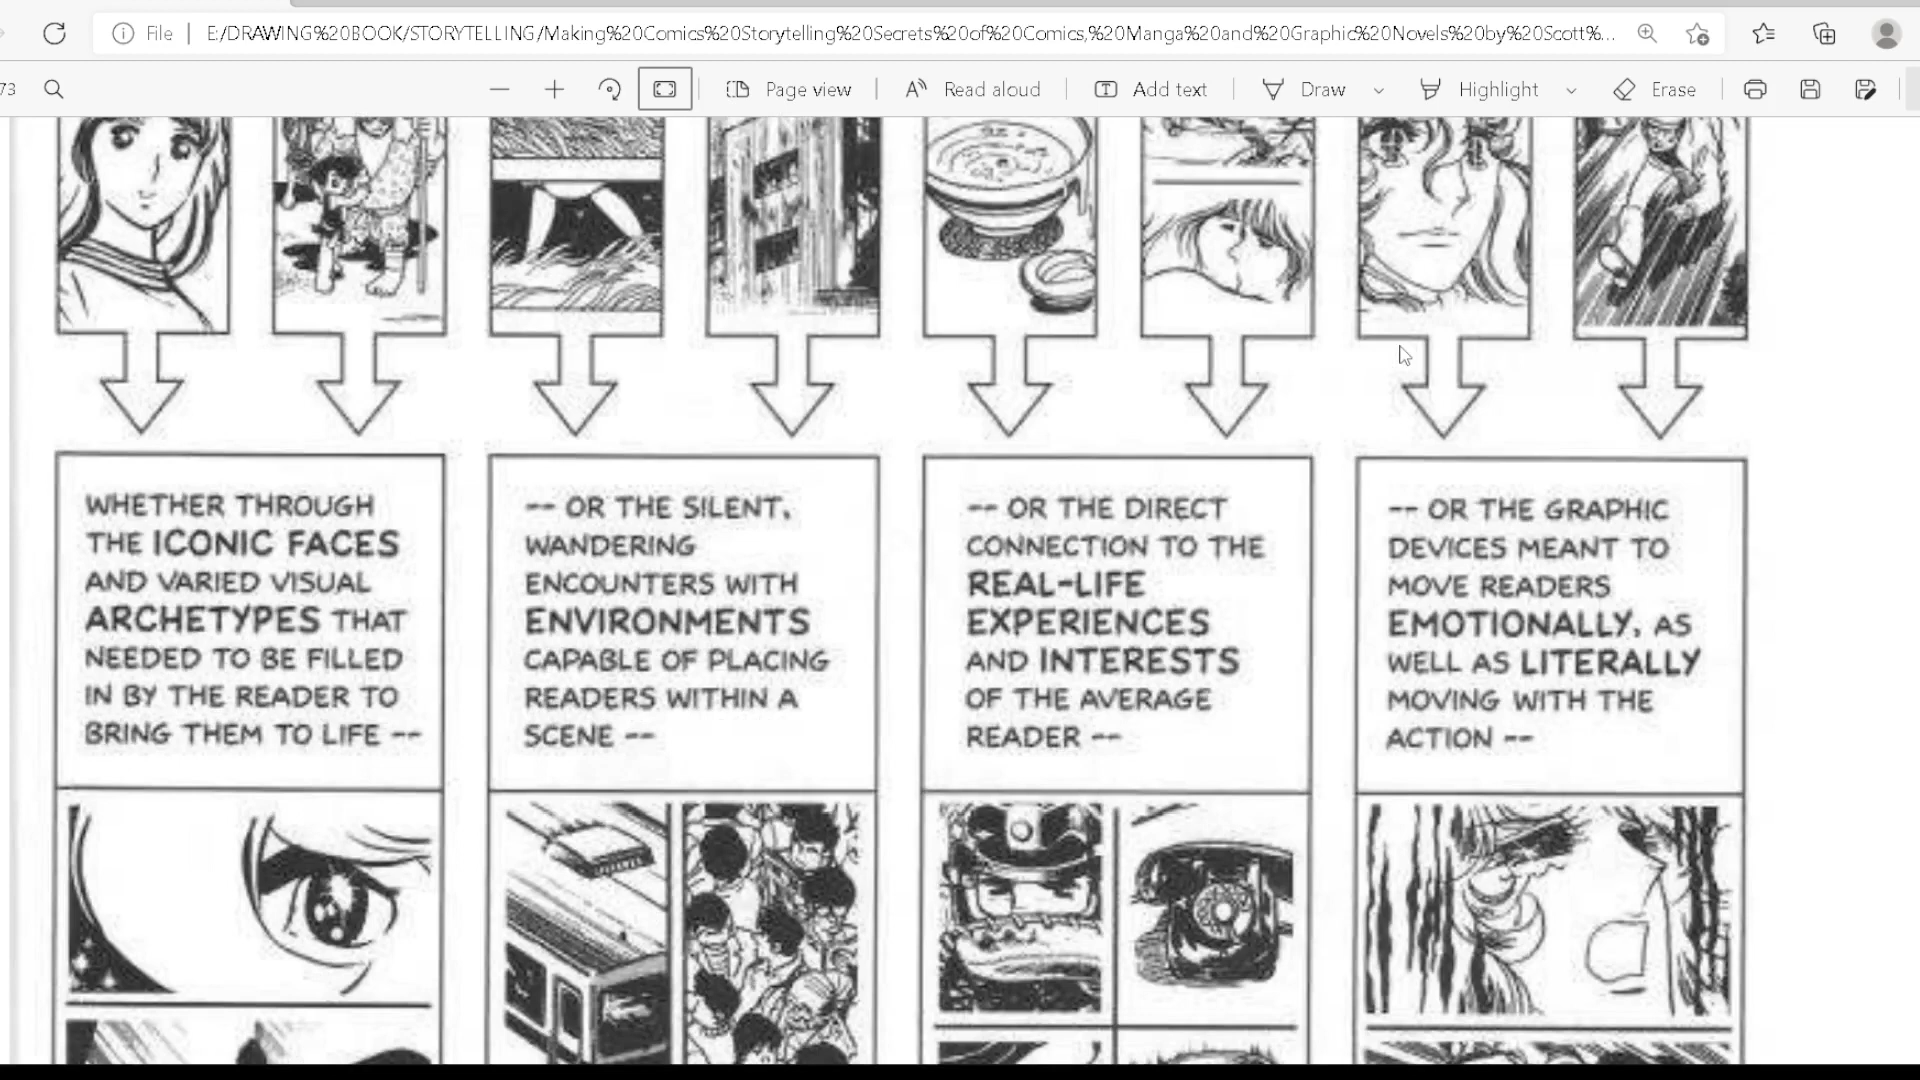 File
E:/DRAWING%20BOOK/STORYTELLING/Making%20Comics%20Storytelling%20Secrets%20of%20Comics,%20Manga%20and%20Graphic%20Novels%20by%20Scott%...
73
Page view
Read aloud
Add text
Draw
Highlight
Erase
WHETHER THROUGH
THE ICONIC FACES
AND VARIED VISUAL
ARCHETYPES THAT
NEEDED TO BE FILLED
IN BY THE READER TO
BRING THEM TO LIFE --
-- OR THE SILENT,
WANDERING
ENCOUNTERS WITH
ENVIRONMENTS
CAPABLE OF PLACING
READERS WITHIN A
SCENE --
-- OR THE DIRECT
CONNECTION TO THE
REAL-LIFE
EXPERIENCES
AND INTERESTS
OF THE AVERAGE
READER --
-- OR THE GRAPHIC
DEVICES MEANT TO
MOVE READERS
EMOTIONALLY, AS
WELL AS LITERALLY
MOVING WITH THE
ACTION --